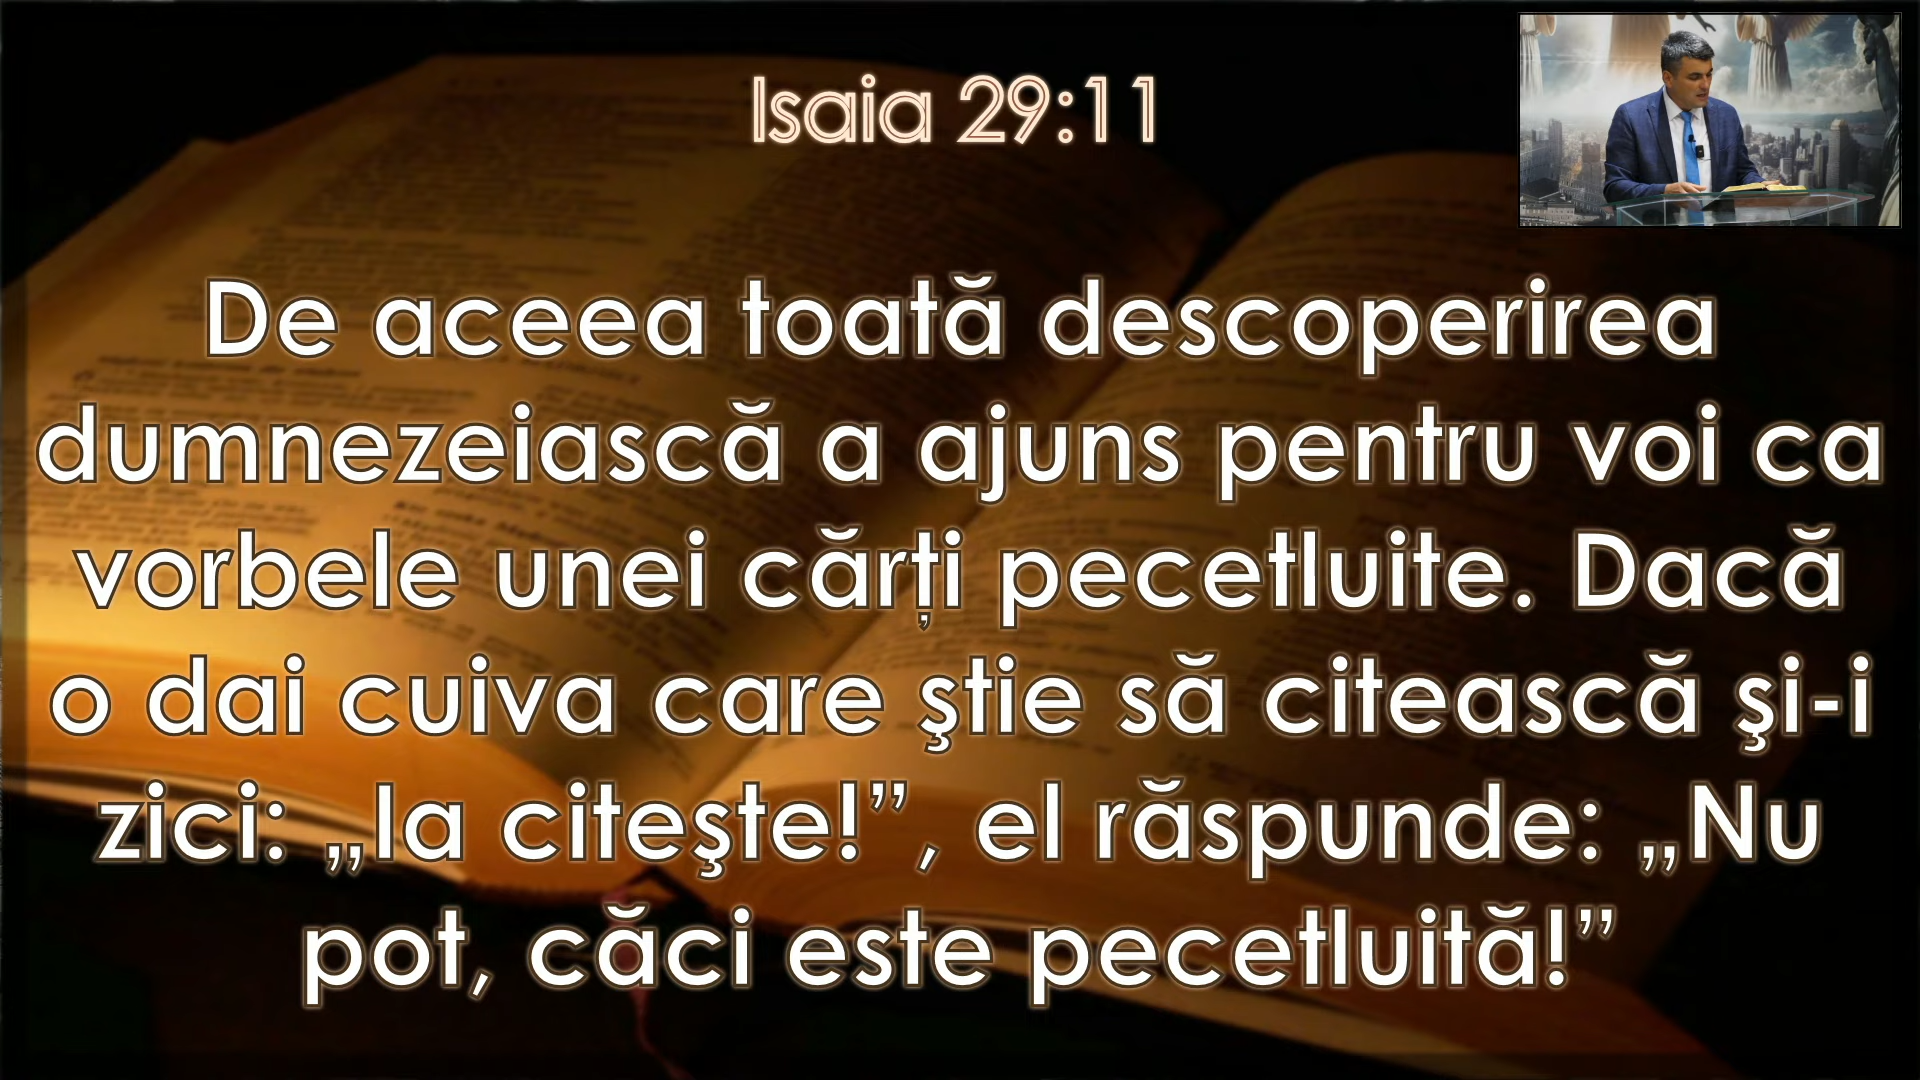 Isaia 29:11
De aceea toată descoperirea
dumnezeiască a ajuns pentru voi ca
vorbele unei cărți pecetluite. Dacă
o dai cuiva care ştie să citească şi-i
zici: „Ia citeşte!”, el răspunde: „Nu
pot, căci este pecetluită!”